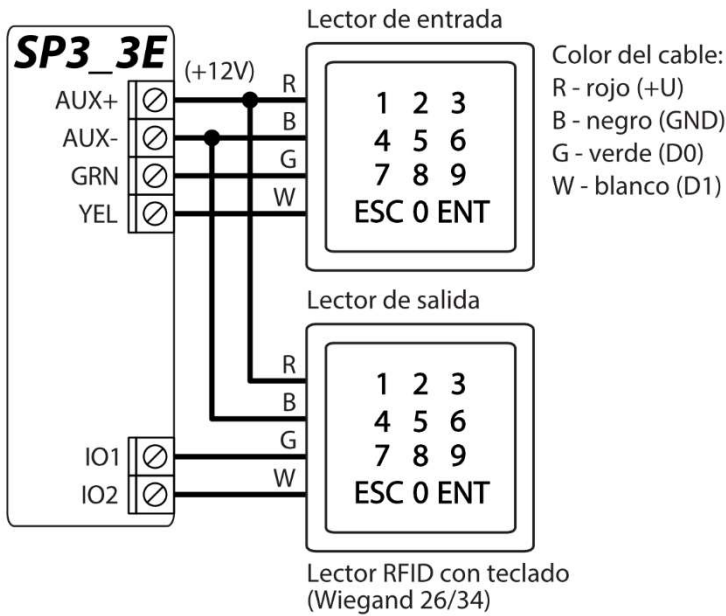 Lector de entrada
SP3_3E
(+12V)
AUX+
AUX-
GRN
YEL
R
B
G
W
1 2 3
4 5 6
7 8 9
ESC 0 ENT
Color del cable:
R - rojo (+U)
B - negro (GND)
G - verde (D0)
W - blanco (D1)
Lector de salida
R
B
G
W
1 2 3
4 5 6
7 8 9
ESC 0 ENT
IO1
IO2
Lector RFID con teclado
(Wiegand 26/34)